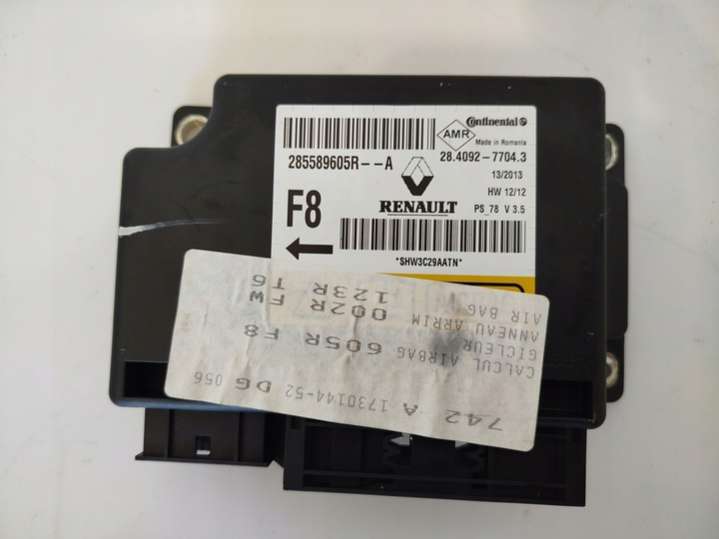 Continental
AMR
Made in Romania
285589605R--A
28.4092-7704.3
13/2013
HW 12/12
F8
RENAULT
PS_78 V 3.5
*SHW3C29AATN*
742 A 1730144-52 DG 056
CALCUL AIRBAG 605R F8
GICLEUR
ANNEAU ARRIM 002R FW
AIR BAG 123R T6